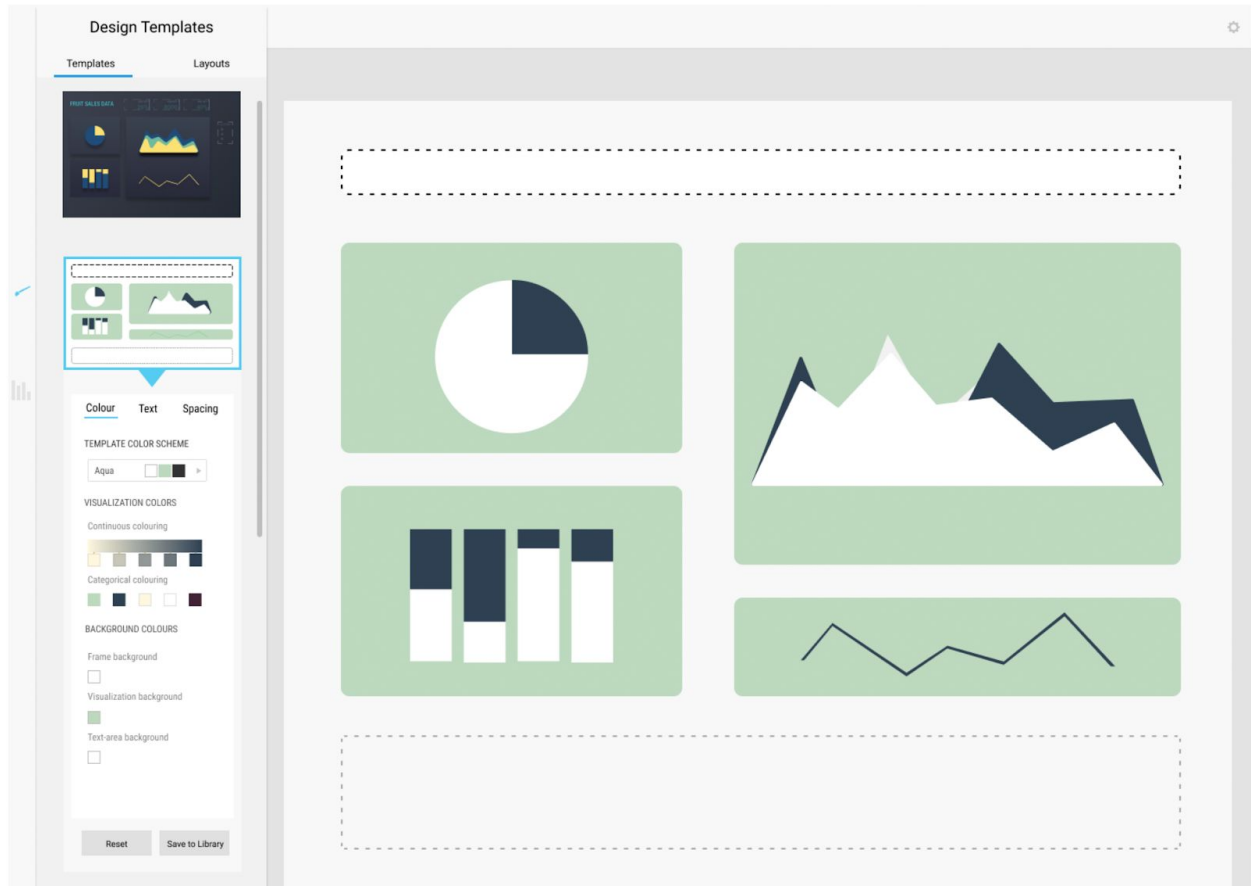 Design Templates
Templates Layouts
FRUIT SALES DATA
Colour Text Spacing
TEMPLATE COLOR SCHEME
Aqua
VISUALIZATION COLORS
Continuous colouring
Categorical colouring
BACKGROUND COLOURS
Frame background
Visualization background
Text-area background
Reset Save to Library